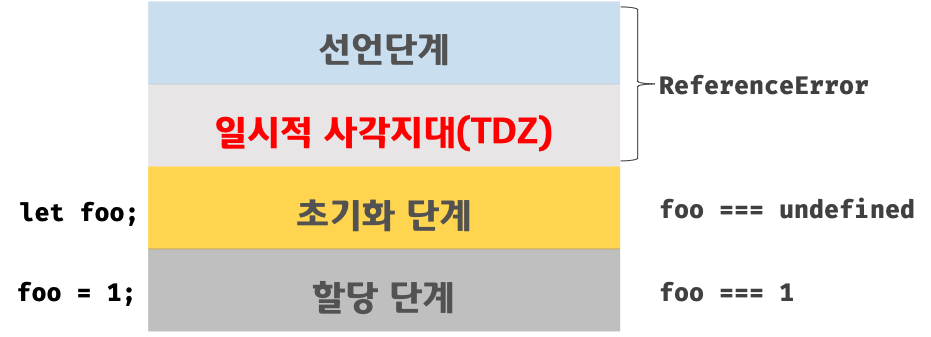 선언단계
ReferenceError
일시적 사각지대(TDZ)
let foo; 초기화 단계 foo === undefined
foo = 1; 할당 단계 foo === 1